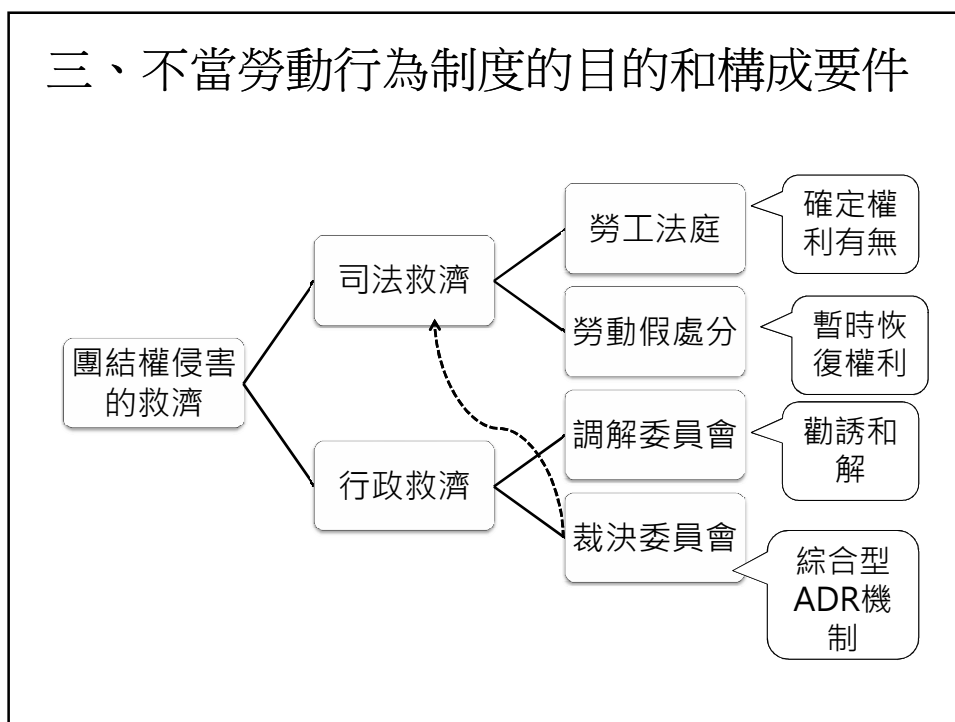 三、不當勞動行為制度的目的和構成要件
團結權侵害
的救濟
司法救濟
勞工法庭
確定權
利有無
勞動假處分
暫時恢
復權利
行政救濟
調解委員會
勸誘和
解
裁決委員會
綜合型
ADR機
制